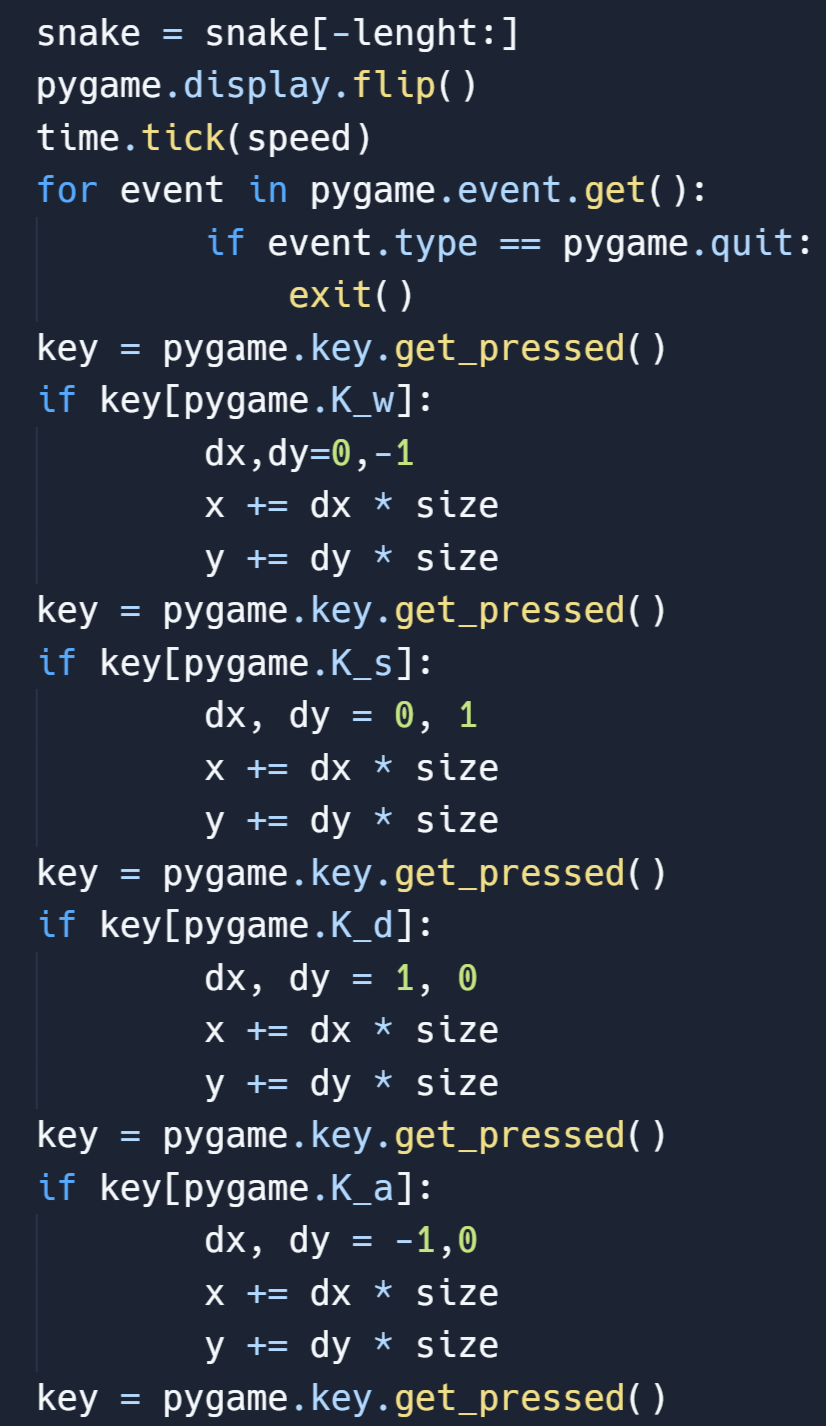 snake = snake[-lenght:]
pygame.display.flip()
time.tick(speed)
for event in pygame.event.get():
        if event.type == pygame.quit:
            exit()
key = pygame.key.get_pressed()
if key[pygame.K_w]:
        dx,dy=0,-1
        x += dx * size
        y += dy * size
key = pygame.key.get_pressed()
if key[pygame.K_s]:
        dx, dy = 0, 1
        x += dx * size
        y += dy * size
key = pygame.key.get_pressed()
if key[pygame.K_d]:
        dx, dy = 1, 0
        x += dx * size
        y += dy * size
key = pygame.key.get_pressed()
if key[pygame.K_a]:
        dx, dy = -1,0
        x += dx * size
        y += dy * size
key = pygame.key.get_pressed()